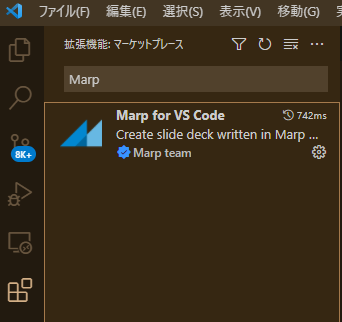 ファイル(F) 編集(E) 選択(S) 表示(V) 移動(G)
拡張機能: マーケットプレース
Marp
Marp for VS Code 742ms
Create slide deck written in Marp ...
Marp team
8K+